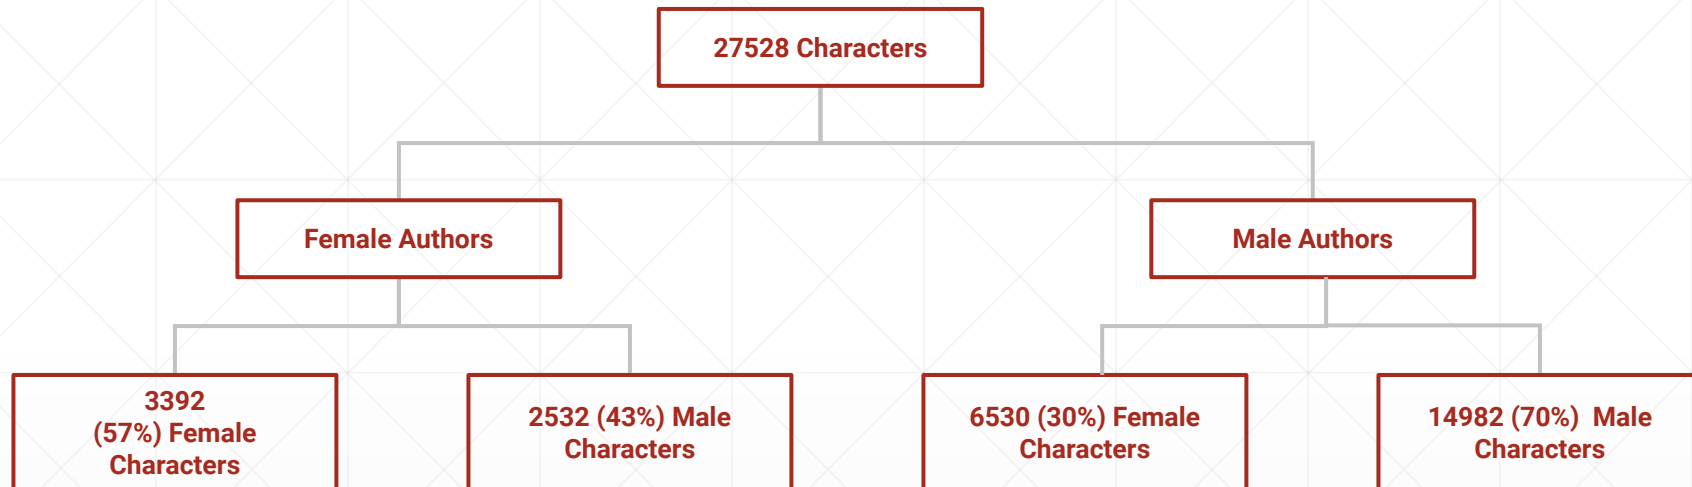 27528 Characters
Female Authors
Male Authors
3392
(57%) Female
Characters
2532 (43%) Male
Characters
6530 (30%) Female
Characters
14982 (70%)  Male
Characters